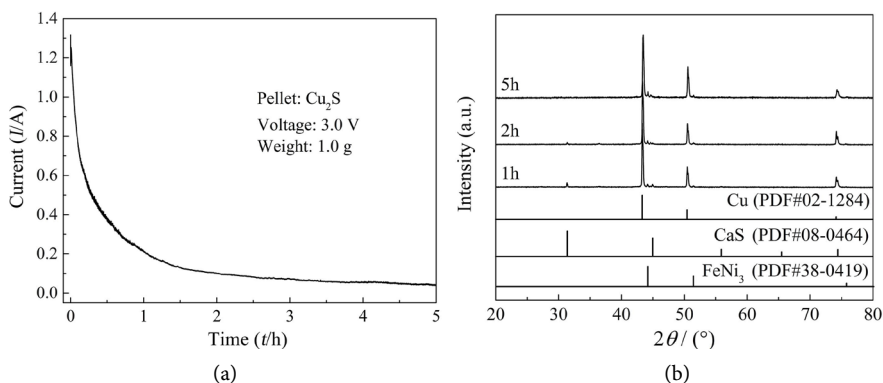 1.4
1.2
1.0
0.8
0.6
0.4
0.2
0.0
Current (I/A)
Pellet: Cu₂S
Voltage: 3.0 V
Weight: 1.0 g
0 1 2 3 4 5
Time (t/h)
(a)
Intensity (a.u.)
5h
2h
1h
Cu (PDF#02-1284)
CaS (PDF#08-0464)
FeNi₃ (PDF#38-0419)
20 30 40 50 60 70 80
2θ / (°)
(b)